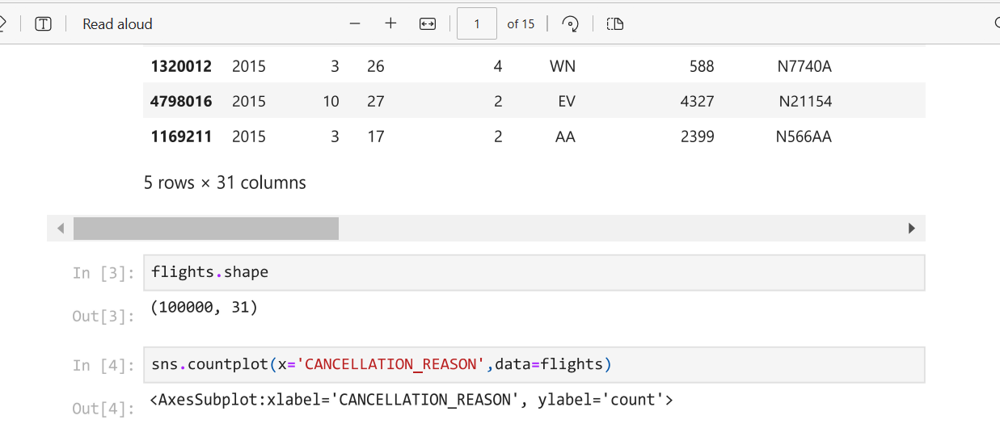 Read aloud 1 of 15
1320012 2015 3 26 4 WN 588 N7740A
4798016 2015 10 27 2 EV 4327 N21154
1169211 2015 3 17 2 AA 2399 N566AA
5 rows × 31 columns
In [3]: flights.shape
Out[3]: (100000, 31)
In [4]: sns.countplot(x='CANCELLATION_REASON',data=flights)
Out[4]: <AxesSubplot:xlabel='CANCELLATION_REASON', ylabel='count'>